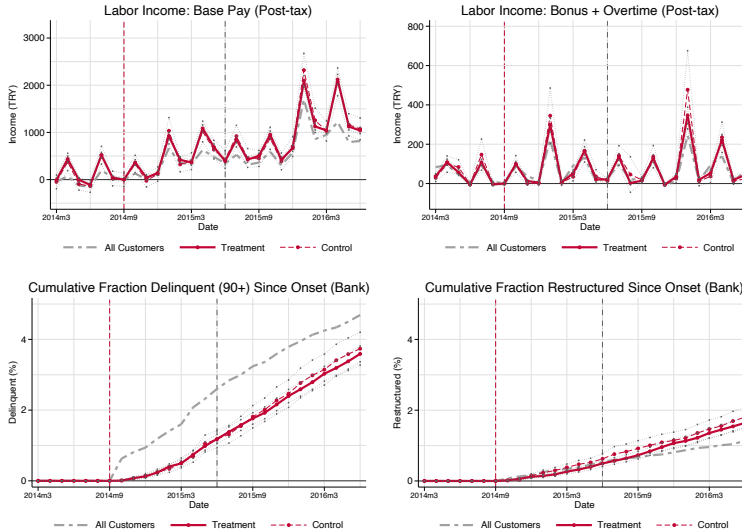 Labor Income: Base Pay (Post-tax)
Income (TRY)
3000
2000
1000
0
2014m3 2014m9 2015m3 2015m9 2016m3
Date
All Customers Treatment Control
Labor Income: Bonus + Overtime (Post-tax)
Income (TRY)
800
600
400
200
0
2014m3 2014m9 2015m3 2015m9 2016m3
Date
All Customers Treatment Control
Cumulative Fraction Delinquent (90+) Since Onset (Bank)
Delinquent (%)
6
4
2
0
2014m3 2014m9 2015m3 2015m9 2016m3
Date
All Customers Treatment Control
Cumulative Fraction Restructured Since Onset (Bank)
Restructured (%)
4
2
0
2014m3 2014m9 2015m3 2015m9 2016m3
Date
All Customers Treatment Control